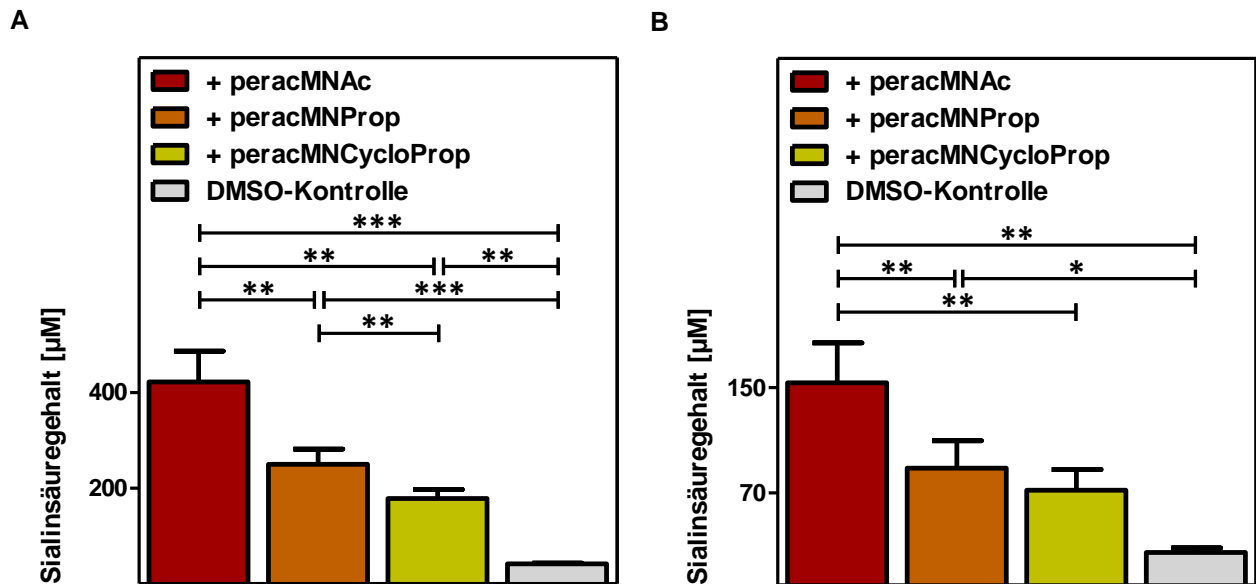 A
+ peracMNAc
+ peracMNProp
+ peracMNCycloProp
DMSO-Kontrolle
***
** **
** ***
**
Sialinsäuregehalt [µM]
400
200
B
+ peracMNAc
+ peracMNProp
+ peracMNCycloProp
DMSO-Kontrolle
**
** *
**
Sialinsäuregehalt [µM]
150
70